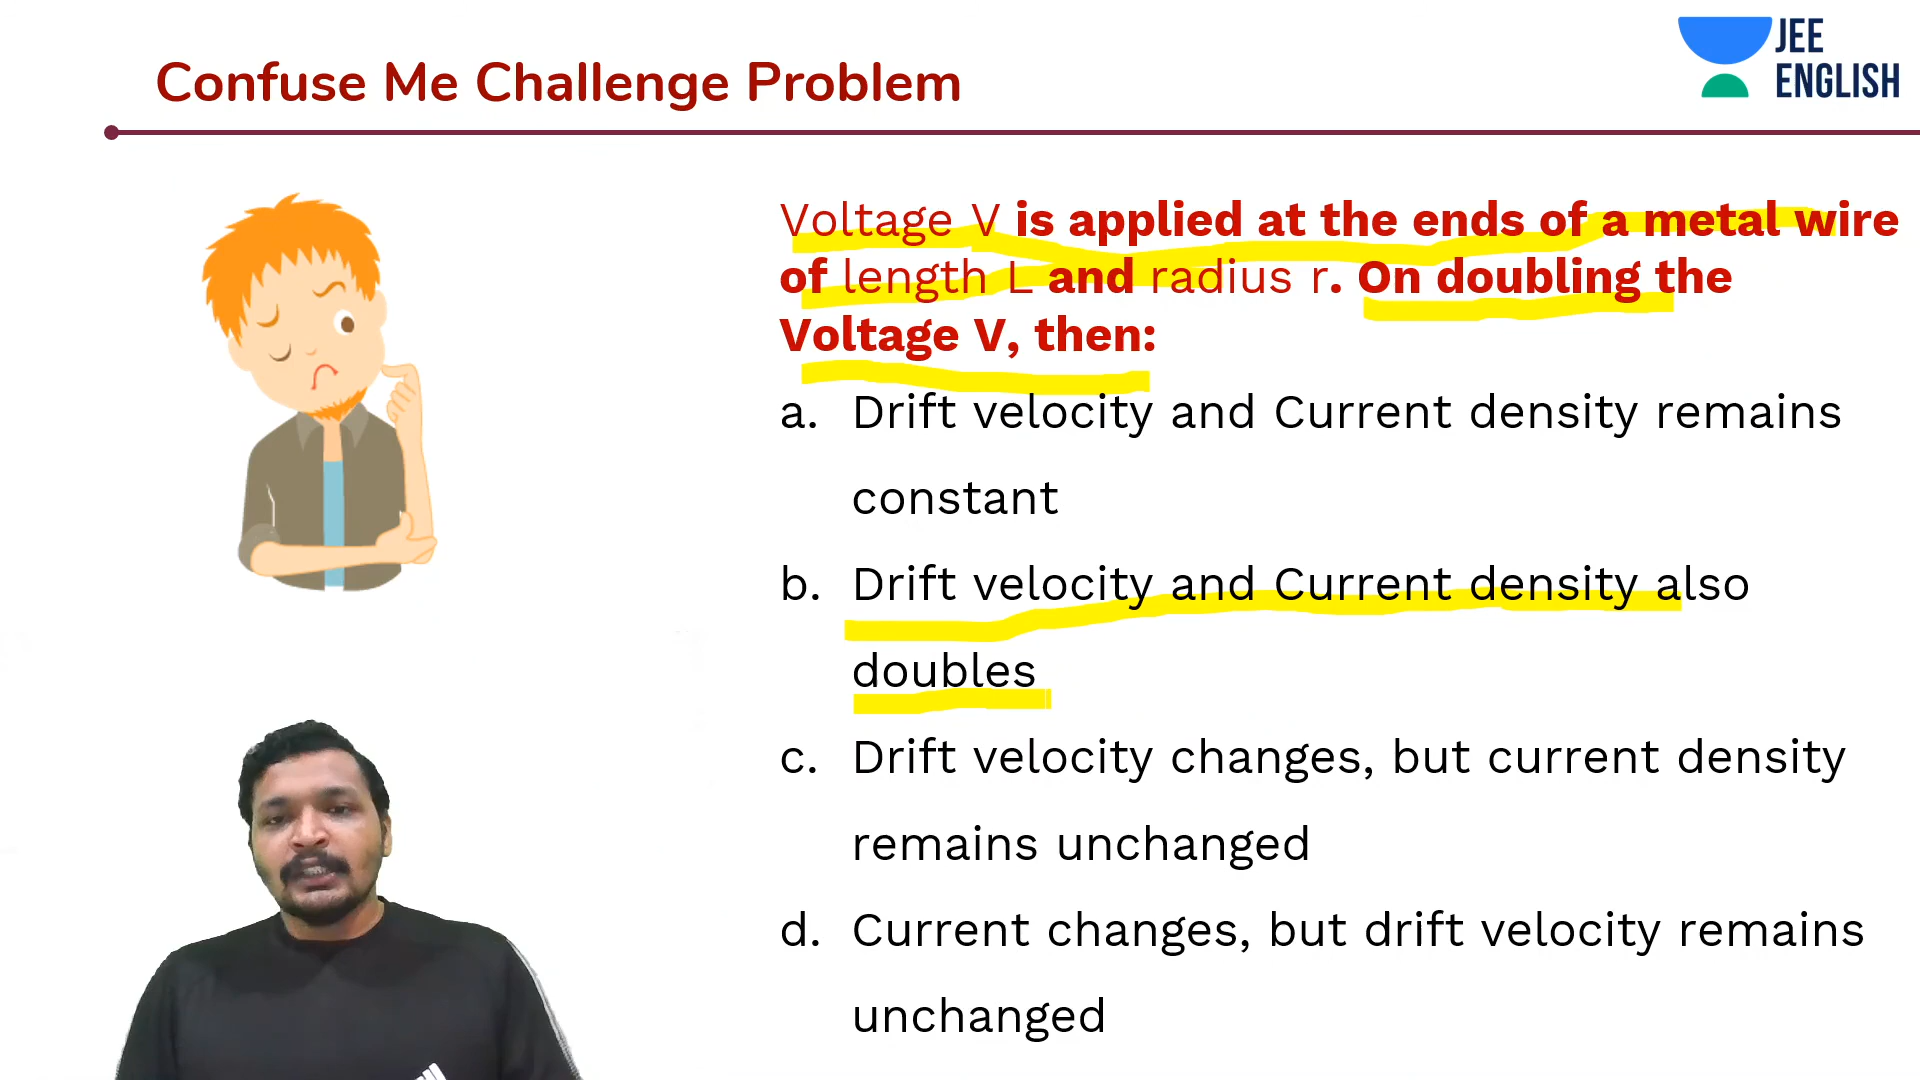 Confuse Me Challenge Problem
JEE
ENGLISH
Voltage V is applied at the ends of a metal wire
of length L and radius r. On doubling the
Voltage V, then:
a. Drift velocity and Current density remains
constant
b. Drift velocity and Current density also
doubles
c. Drift velocity changes, but current density
remains unchanged
d. Current changes, but drift velocity remains
unchanged